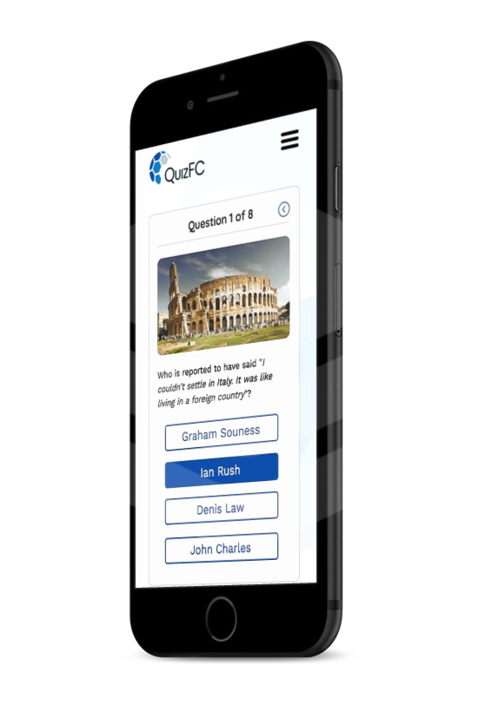 QuizFC
Question 1 of 8
Who is reported to have said "I
couldn't settle in Italy. It was like
living in a foreign country"?
Graham Souness
Ian Rush
Denis Law
John Charles